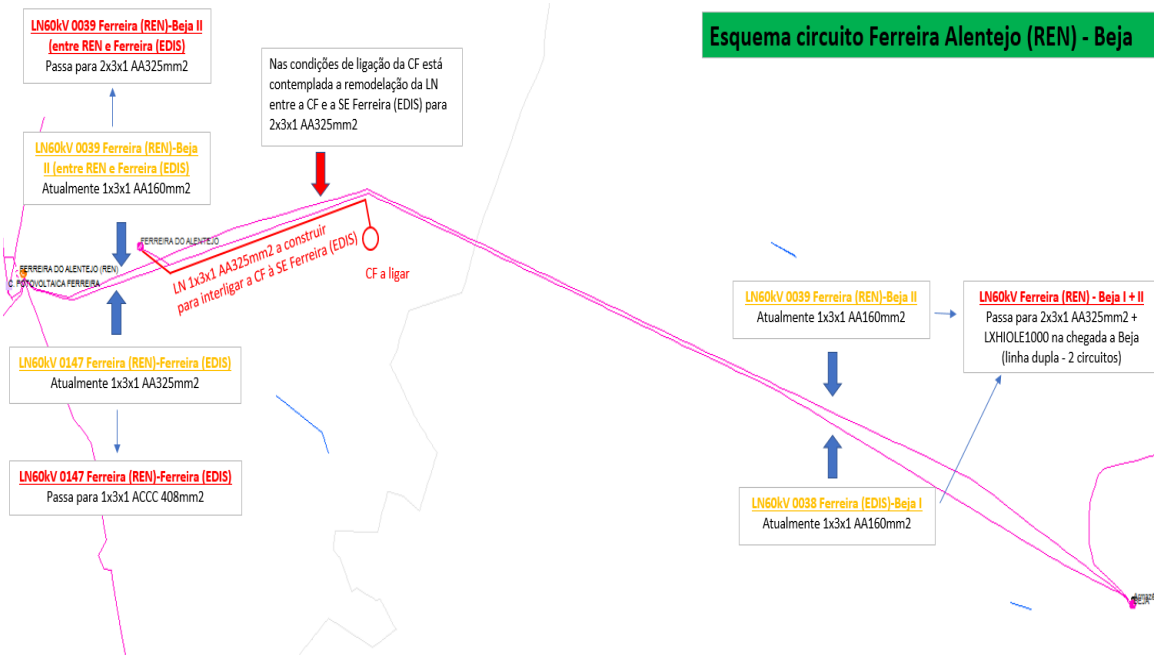 Esquema circuito Ferreira Alentejo (REN) - Beja
LN60kV 0039 Ferreira (REN)-Beja II
(entre REN e Ferreira (EDIS)
Passa para 2x3x1 AA325mm2
Nas condições de ligação da CF está
contemplada a remodelação da LN
entre a CF e a SE Ferreira (EDIS) para
2x3x1 AA325mm2
LN60kV 0039 Ferreira (REN)-Beja
II (entre REN e Ferreira (EDIS)
Atualmente 1x3x1 AA160mm2
FERREIRA DO ALENTEJO
FERREIRA DO ALENTEJO (REN)
C. FOTOVOLTAICA FERREIRA
LN 1x3x1 AA325mm2 a construir
para interligar a CF à SE Ferreira (EDIS)
CF a ligar
LN60kV 0039 Ferreira (REN)-Beja II
Atualmente 1x3x1 AA160mm2
LN60kV Ferreira (REN) - Beja I + II
Passa para 2x3x1 AA325mm2 +
LXHIOLE1000 na chegada a Beja
(linha dupla - 2 circuitos)
LN60kV 0147 Ferreira (REN)-Ferreira (EDIS)
Atualmente 1x3x1 AA325mm2
LN60kV 0147 Ferreira (REN)-Ferreira (EDIS)
Passa para 1x3x1 ACCC 408mm2
LN60kV 0038 Ferreira (EDIS)-Beja I
Atualmente 1x3x1 AA160mm2
BEJA